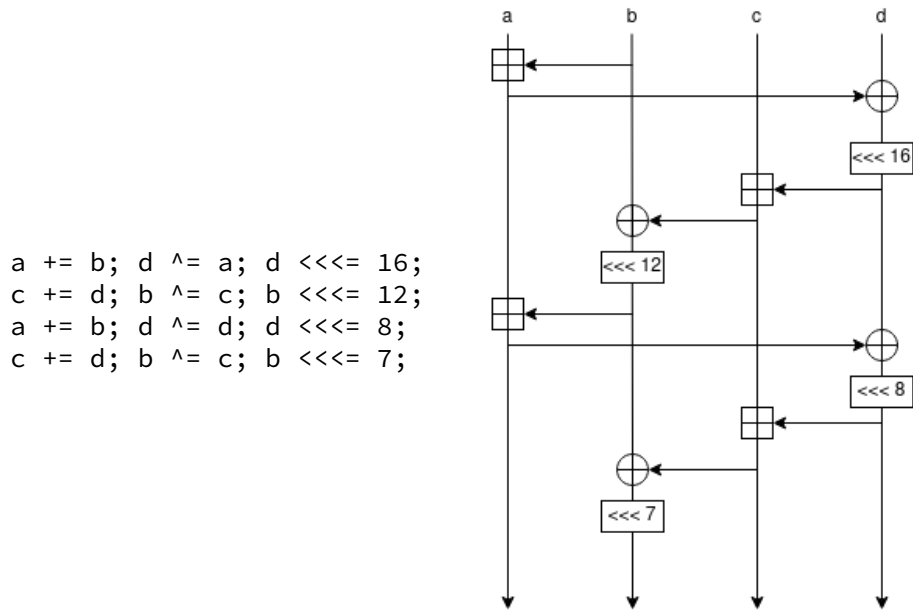 a += b; d ^= a; d <<<= 16;
c += d; b ^= c; b <<<= 12;
a += b; d ^= d; d <<<= 8;
c += d; b ^= c; b <<<= 7;
a b c d
<<< 16
<<< 12
<<< 8
<<< 7